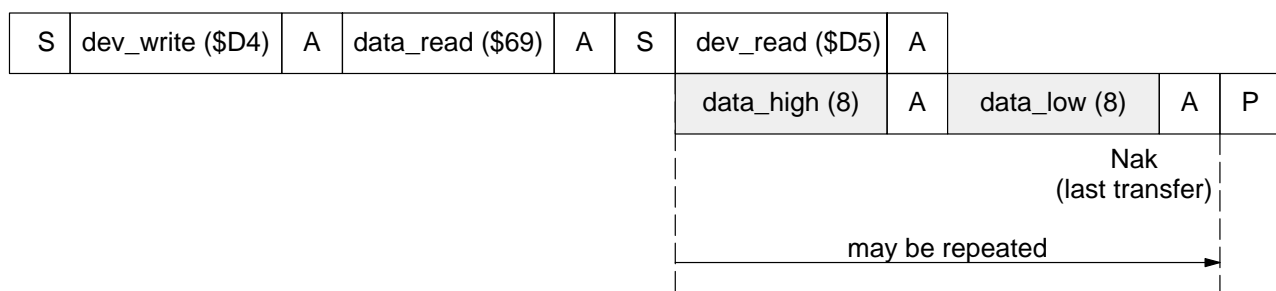 S dev_write ($D4) A data_read ($69) A S dev_read ($D5) A
data_high (8) A data_low (8) A P
Nak
(last transfer)
may be repeated